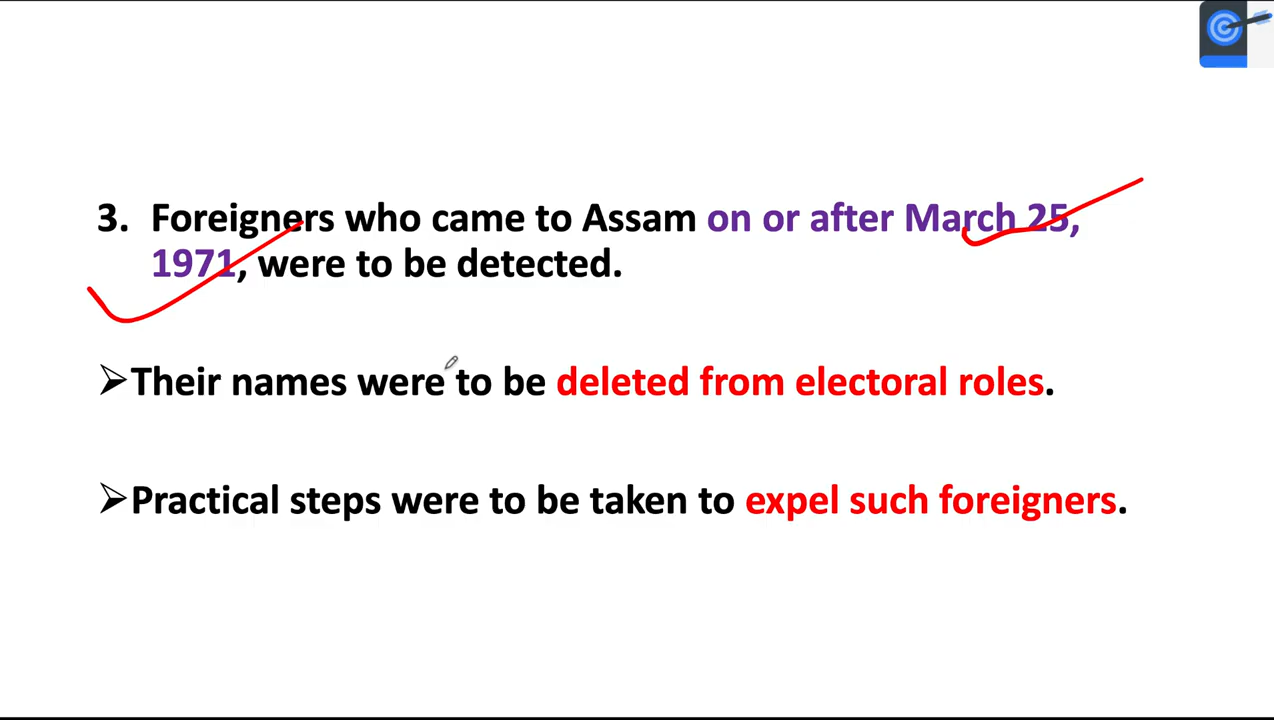 3. Foreigners who came to Assam on or after March 25,
1971, were to be detected.
➢Their names were to be deleted from electoral roles.
➢Practical steps were to be taken to expel such foreigners.